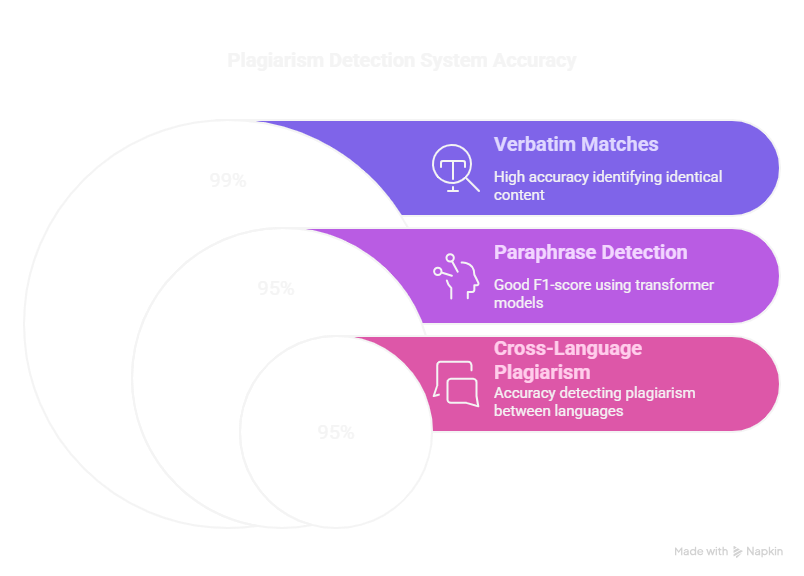 Plagiarism Detection System Accuracy
99%
Verbatim Matches
High accuracy identifying identical
content
95%
Paraphrase Detection
Good F1-score using transformer
models
95%
Cross-Language
Plagiarism
Accuracy detecting plagiarism
between languages
Made with Napkin